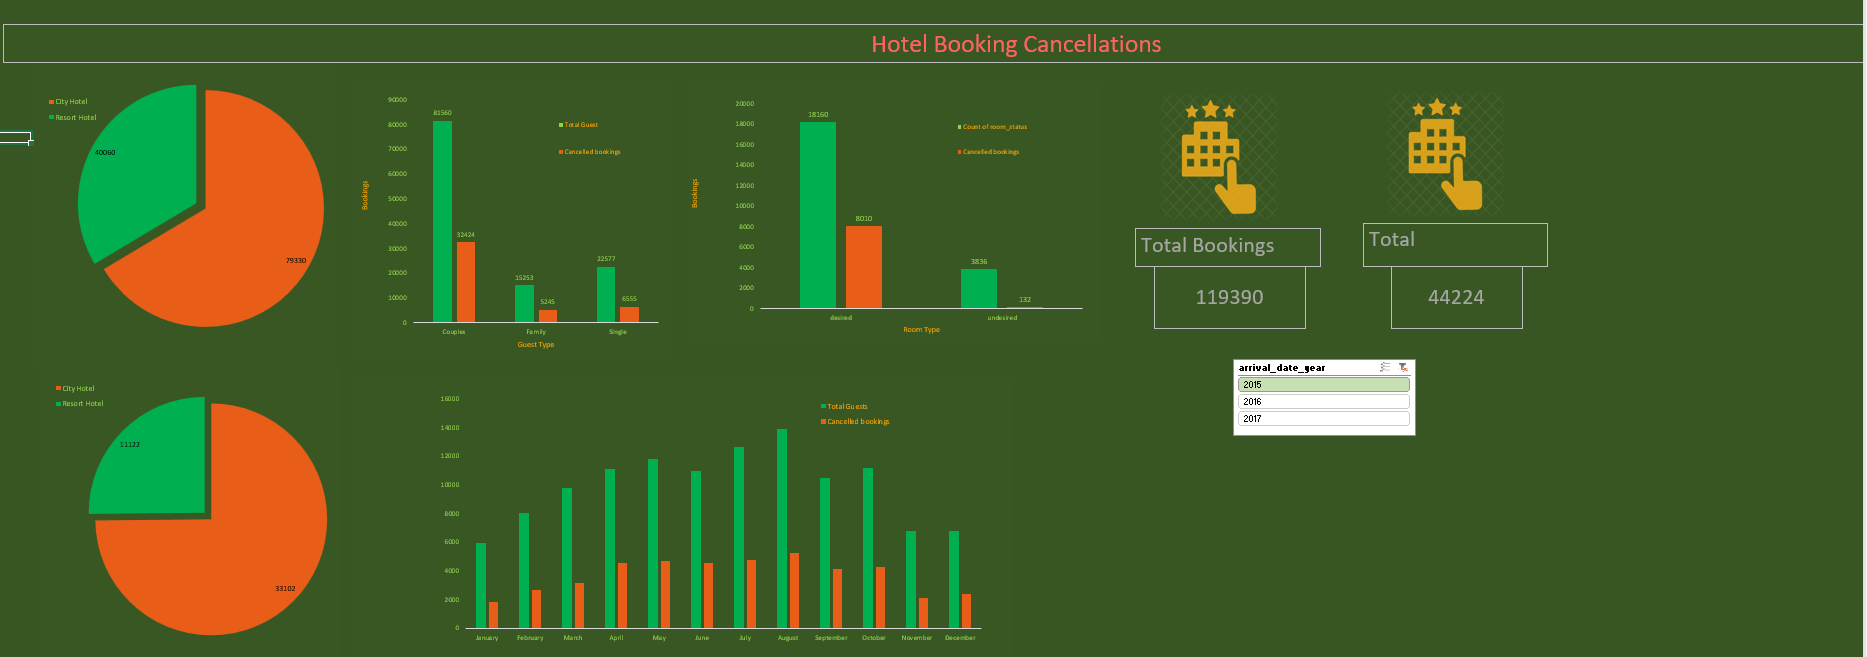 Hotel Booking Cancellations
City Hotel
Resort Hotel
40060
79330
90000
80000
70000
60000
50000
40000
30000
20000
10000
0
Bookings
81560
32424
15253
5245
22577
6555
Total Guest
Cancelled bookings
Couples
Family
Single
Guest Type
20000
18000
16000
14000
12000
10000
8000
6000
4000
2000
0
Bookings
18160
8010
3836
132
Count of room_status
Cancelled bookings
desired
undesired
Room Type
Total Bookings
119390
Total
44224
arrival_date_year
2015
2016
2017
City Hotel
Resort Hotel
11122
33102
16000
14000
12000
10000
8000
6000
4000
2000
0
Total Guests
Cancelled bookings
January
February
March
April
May
June
July
August
September
October
November
December